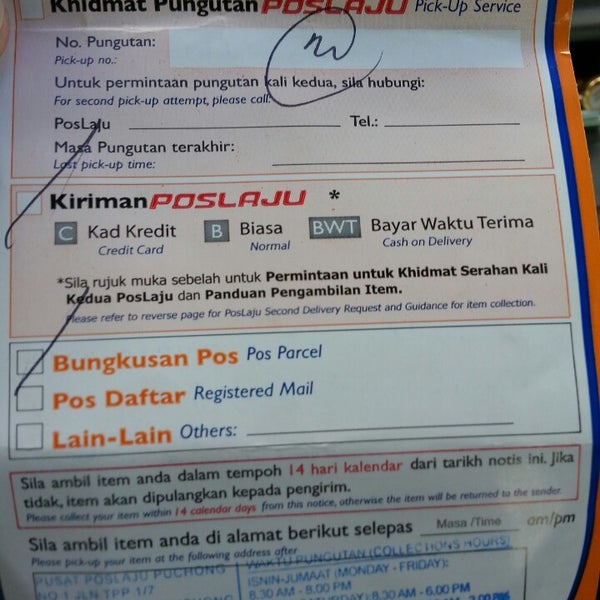 Khidmat Pungutan POSLAJU Pick-Up Service
No. Pungutan:
Pick-up no.:
Untuk permintaan pungutan kali kedua, sila hubungi:
For second pick-up attempt, please call:
PosLaju Tel.:
Masa Pungutan terakhir:
Last pick-up time:
Kiriman POSLAJU *
C Kad Kredit B Biasa BWT Bayar Waktu Terima
Credit Card Normal Cash on Delivery
*Sila rujuk muka sebelah untuk Permintaan untuk Khidmat Serahan Kali
Kedua PosLaju dan Panduan Pengambilan Item.
Please refer to reverse page for PosLaju Second Delivery Request and Guidance for item collection.
Bungkusan Pos Pos Parcel
Pos Daftar Registered Mail
Lain-Lain Others:
Sila ambil item anda dalam tempoh 14 hari kalendar dari tarikh notis ini. Jika
tidak, item akan dipulangkan kepada pengirim.
Please collect your item within 14 calendar days from this notice, otherwise the item will be returned to the sender.
Sila ambil item anda di alamat berikut selepas Masa /Time am/pm
Please pick-up your item at the following address after
PUSAT POSLAJU PUCHONG WAKTU PUNGUTAN (COLLECTIONS HOURS)
NO 1 JLN TPP 1/7 ISNIN-JUMAAT (MONDAY - FRIDAY):
8.30 AM - 8.00 PM
8.30 AM - 6.00 PM